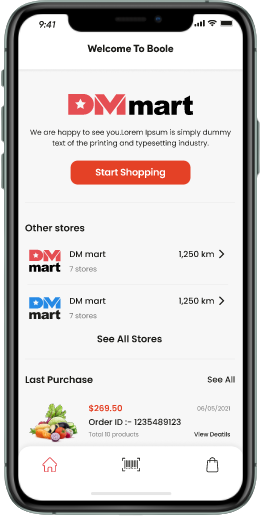 9:41
Welcome To Boole
DM mart
We are happy to see you.Lorem Ipsum is simply dummy
text of the printing and typesetting industry.
Start Shopping
Other stores
DM mart
DM mart
1,250 km
7 stores
DM mart
DM mart
1,250 km
7 stores
See All Stores
Last Purchase
See All
$269.50
06/05/2021
Order ID :- 1235489123
Total 10 products
View Deatils